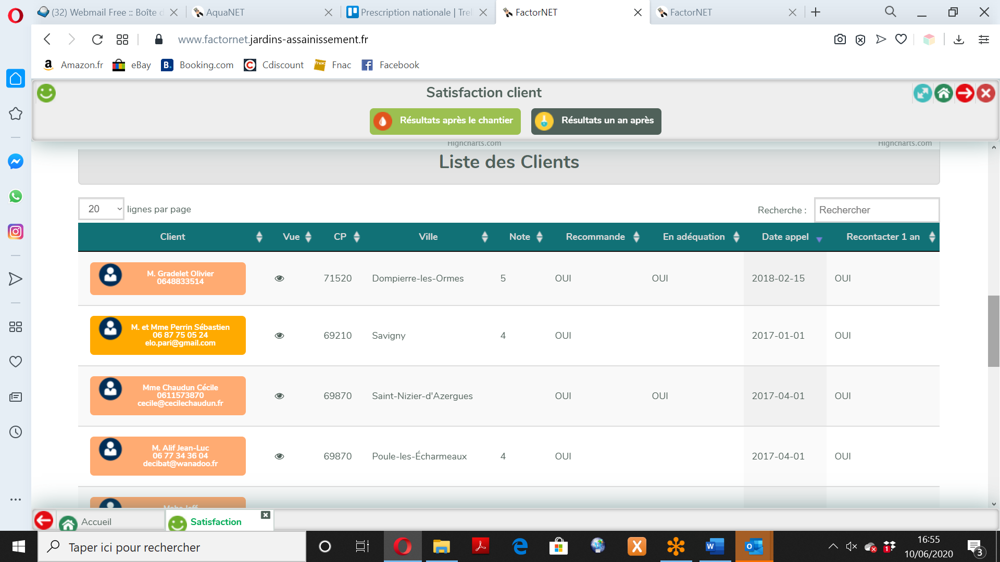 (32) Webmail Free :: Boîte d
AquaNET
Prescription nationale | Trel
FactorNET
FactorNET
www.factornet.jardins-assainissement.fr
Amazon.fr
eBay
Booking.com
Cdiscount
Fnac
Facebook
Satisfaction client
Résultats après le chantier
Résultats un an après
Highcharts.com
Highcharts.com
Liste des Clients
20
lignes par page
Recherche :
Rechercher
Client Vue CP Ville Note Recommande En adéquation Date appel Recontacter 1 an
M. Gradelet Olivier
0648833514
71520 Dompierre-les-Ormes 5 OUI OUI 2018-02-15 OUI
M. et Mme Perrin Sébastien
06 87 75 05 24
elo.pari@gmail.com
69210 Savigny 4 OUI 2017-01-01 OUI
Mme Chaudun Cécile
0611573870
cecile@cecilechaudun.fr
69870 Saint-Nizier-d'Azergues OUI OUI 2017-04-01 OUI
M. Alif Jean-Luc
06 77 34 36 04
decibat@wanadoo.fr
69870 Poule-les-Écharmeaux 4 OUI 2017-04-01 OUI
Accueil
Satisfaction
Taper ici pour rechercher
16:55
10/06/2020
3